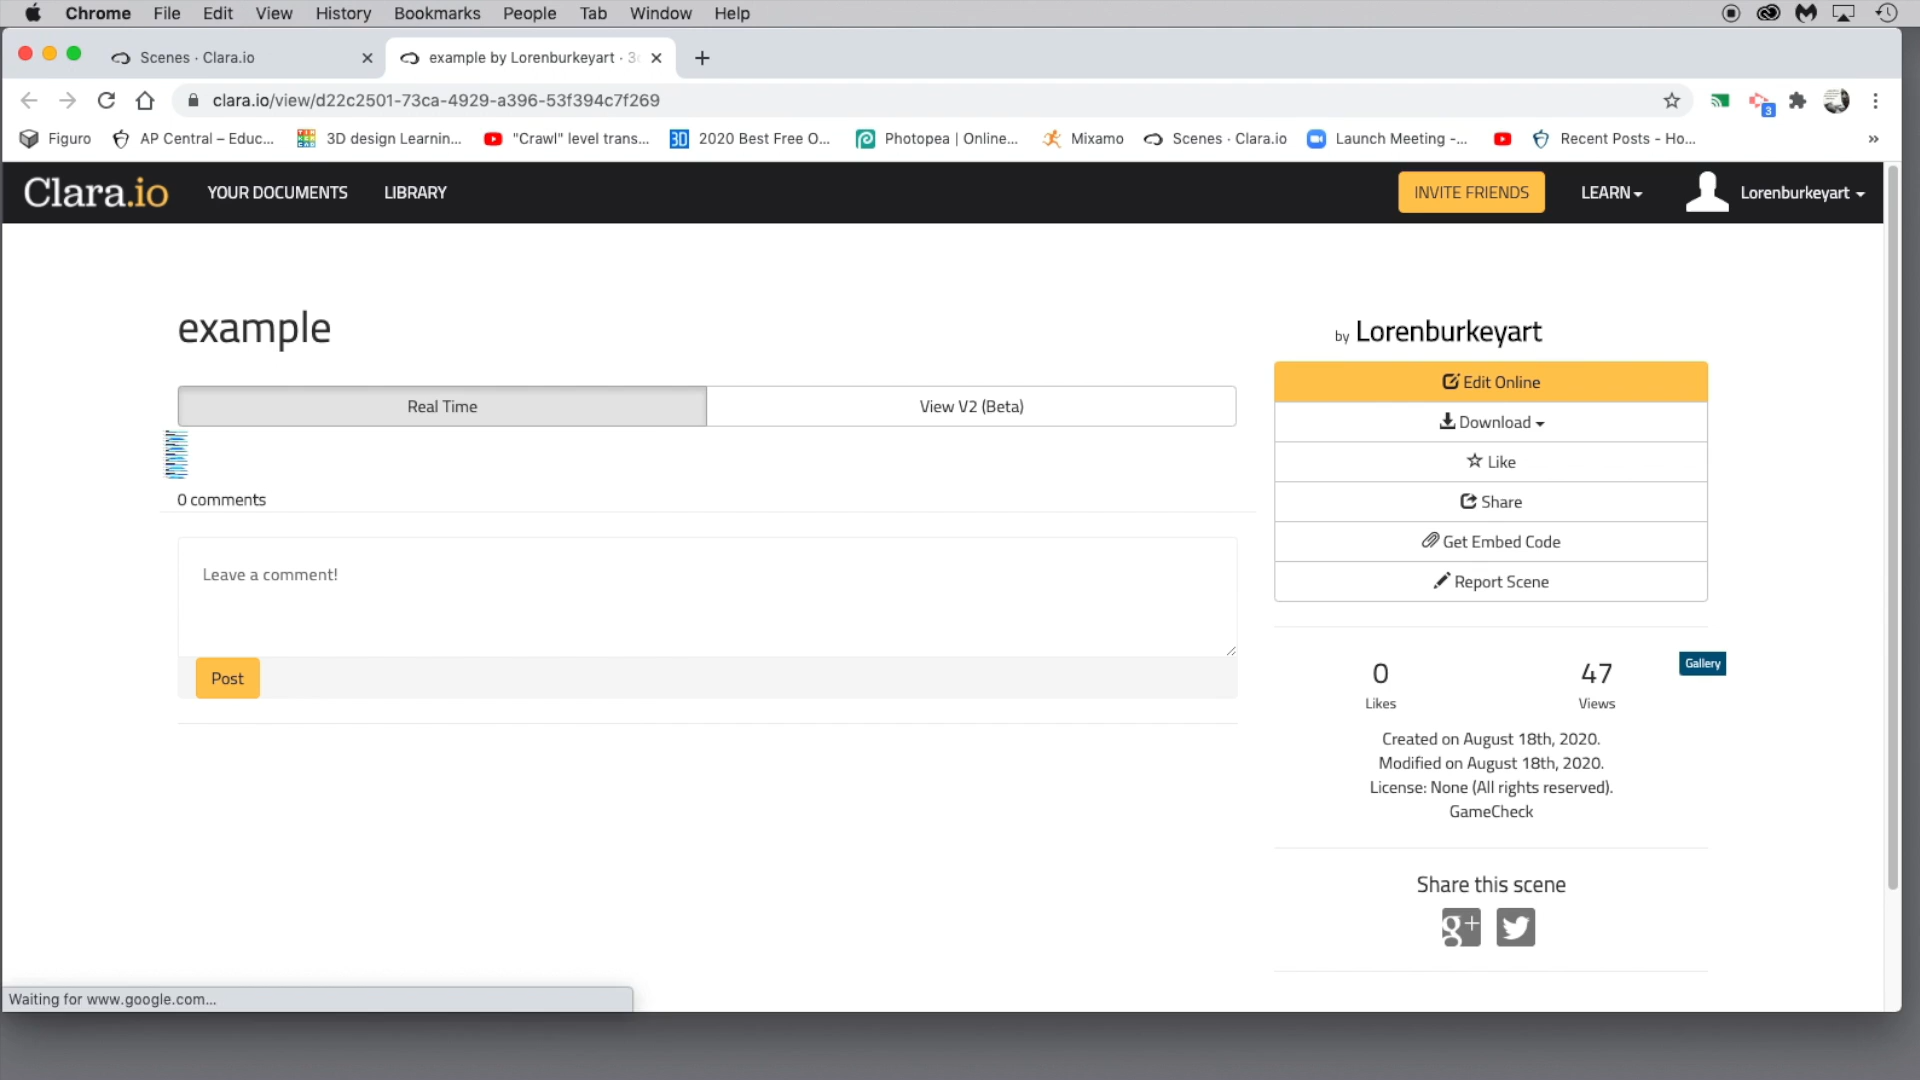 Chrome File Edit View History Bookmarks People Tab Window Help
Scenes · Clara.io
example by Lorenburkeyart ·
clara.io/view/d22c2501-73ca-4929-a396-53f394c7f269
3
Figuro
AP Central – Educ...
3D design Learnin...
"Crawl" level trans...
3D
2020 Best Free O...
Photopea | Online...
Mixamo
Scenes · Clara.io
Launch Meeting -...
Recent Posts - Ho...
»
Clara.io
YOUR DOCUMENTS
LIBRARY
INVITE FRIENDS
LEARN
Lorenburkeyart
example
by Lorenburkeyart
Real Time
View V2 (Beta)
Edit Online
Download
Like
Share
Get Embed Code
Report Scene
0 comments
Leave a comment!
Post
0
Likes
47
Views
Gallery
Created on August 18th, 2020.
Modified on August 18th, 2020.
License: None (All rights reserved).
GameCheck
Share this scene
g+
Waiting for www.google.com...